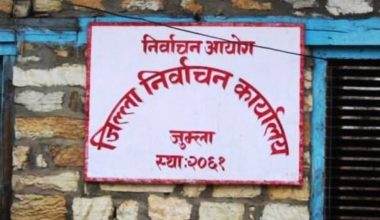 निर्वाचन आयोग
जिल्ला निर्वाचन कार्यालय
जुम्ला
स्था:२०६१